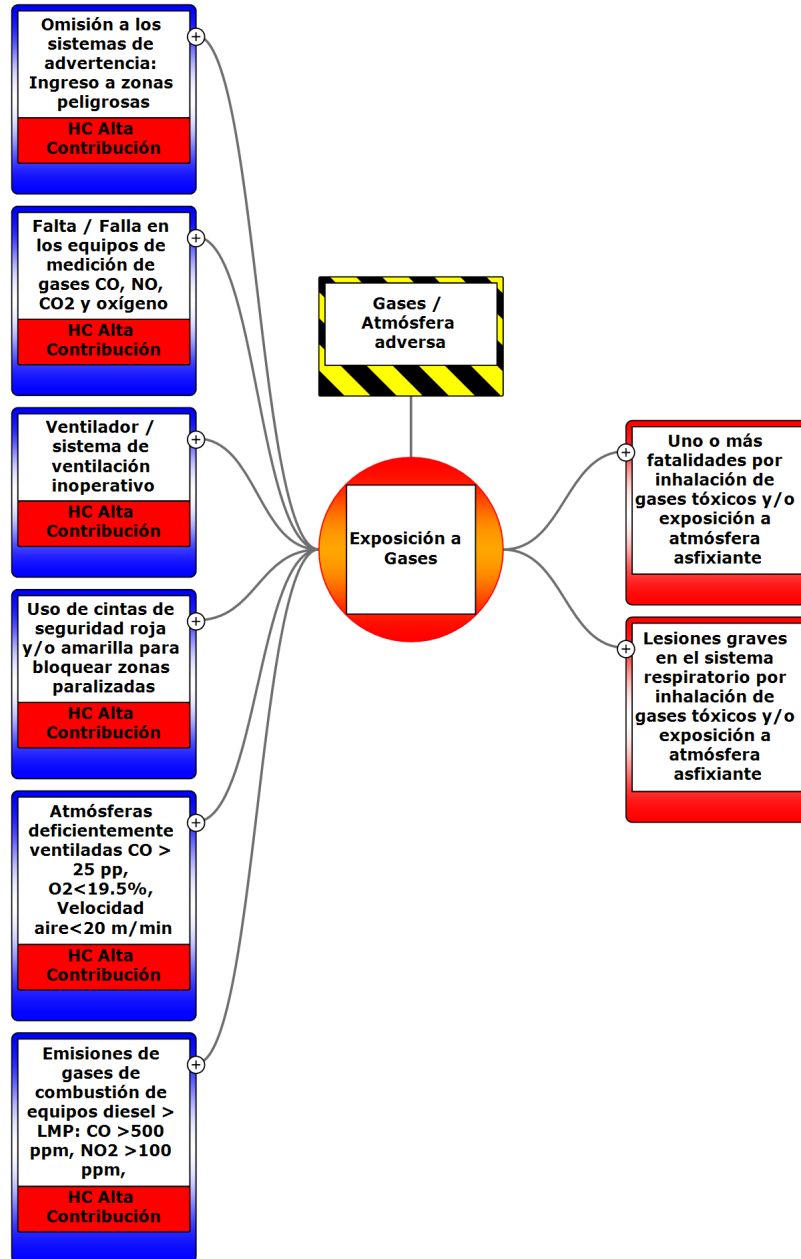 Omisión a los
sistemas de
advertencia:
Ingreso a zonas
peligrosas
HC Alta
Contribución
Falta / Falla en
los equipos de
medición de
gases CO, NO,
CO2 y oxígeno
HC Alta
Contribución
Ventilador /
sistema de
ventilación
inoperativo
HC Alta
Contribución
Uso de cintas de
seguridad roja
y/o amarilla para
bloquear zonas
paralizadas
HC Alta
Contribución
Atmósferas
deficientemente
ventiladas CO >
25 pp,
O2<19.5%,
Velocidad
aire<20 m/min
HC Alta
Contribución
Emisiones de
gases de
combustión de
equipos diesel >
LMP: CO >500
ppm, NO2 >100
ppm,
HC Alta
Contribución
Gases /
Atmósfera
adversa
Exposición a
Gases
Uno o más
fatalidades por
inhalación de
gases tóxicos y/o
exposición a
atmósfera
asfixiante
Lesiones graves
en el sistema
respiratorio por
inhalación de
gases tóxicos y/o
exposición a
atmósfera
asfixiante